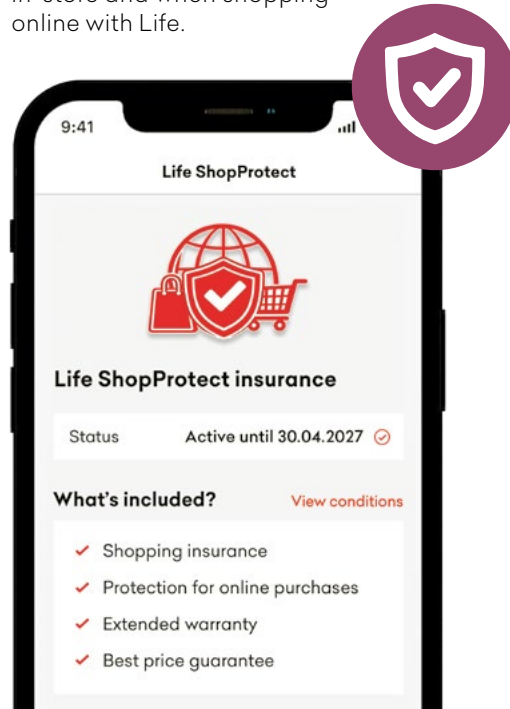 online with Life.
9:41
Life ShopProtect
Life ShopProtect insurance
Status Active until 30.04.2027
What's included? View conditions
Shopping insurance
Protection for online purchases
Extended warranty
Best price guarantee